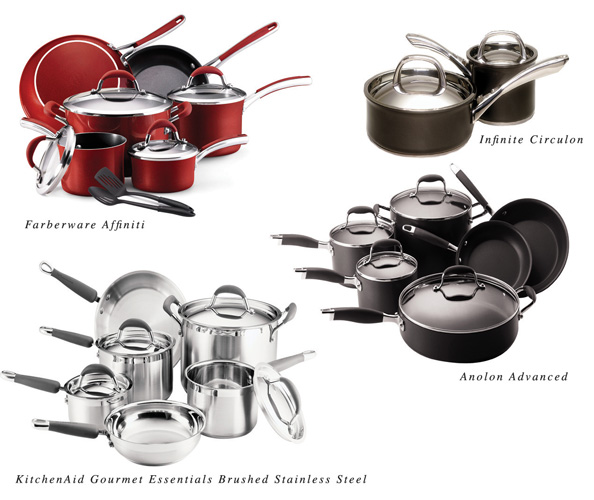 Infinite Circulon
Farberware Affiniti
Anolon Advanced
KitchenAid Gourmet Essentials Brushed Stainless Steel